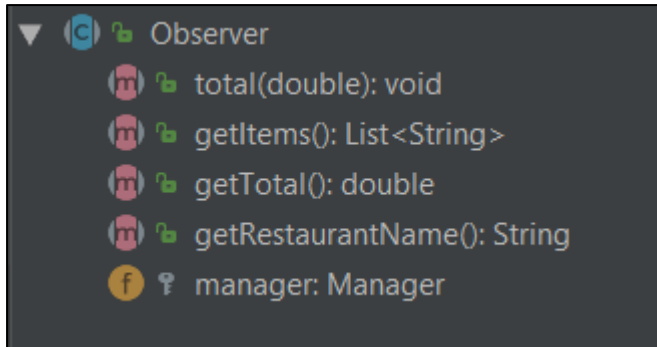 Observer
total(double): void
getItems(): List<String>
getTotal(): double
getRestaurantName(): String
manager: Manager